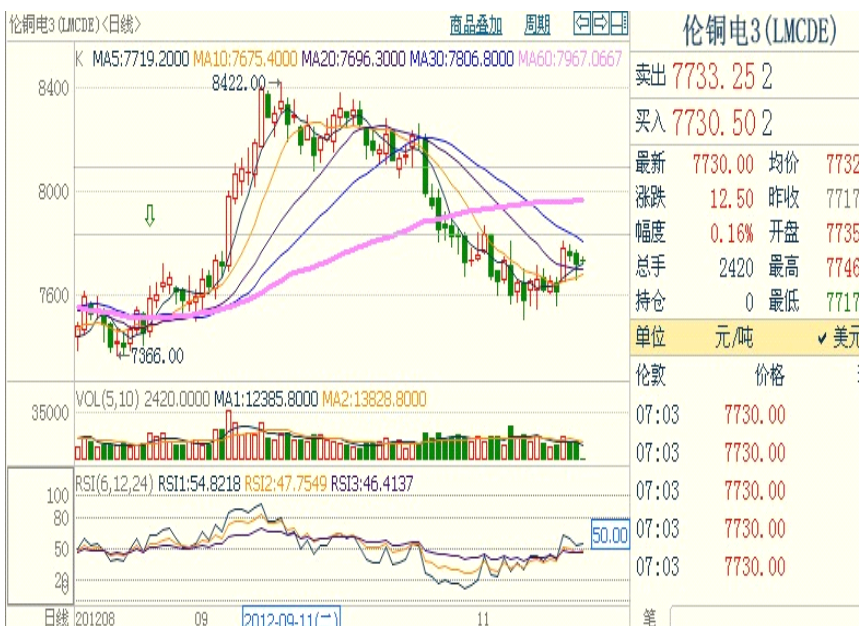 伦铜电3(LMCDE)<日线> 商品叠加 周期
K MA5:7719.2000 MA10:7675.4000 MA20:7696.3000 MA30:7806.8000 MA60:7967.0667
8422.00
8400
8000
7600
7366.00
VOL(5,10) 2420.0000 MA1:12385.8000 MA2:13828.8000
35000
RSI(6,12,24) RSI1:54.8218 RSI2:47.7549 RSI3:46.4137
100
80
50
50.00
日线 201208 09 2012-09-11(二) 11
伦铜电3(LMCDE)
卖出 7733.25 2
买入 7730.50 2
最新 7730.00 均价 7732
涨跌 12.50 昨收 7717
幅度 0.16% 开盘 7735
总手 2420 最高 7746
持仓 0 最低 7717
单位 元/吨 ✓美元
伦敦 价格
07:03 7730.00
07:03 7730.00
07:03 7730.00
07:03 7730.00
07:03 7730.00
笔